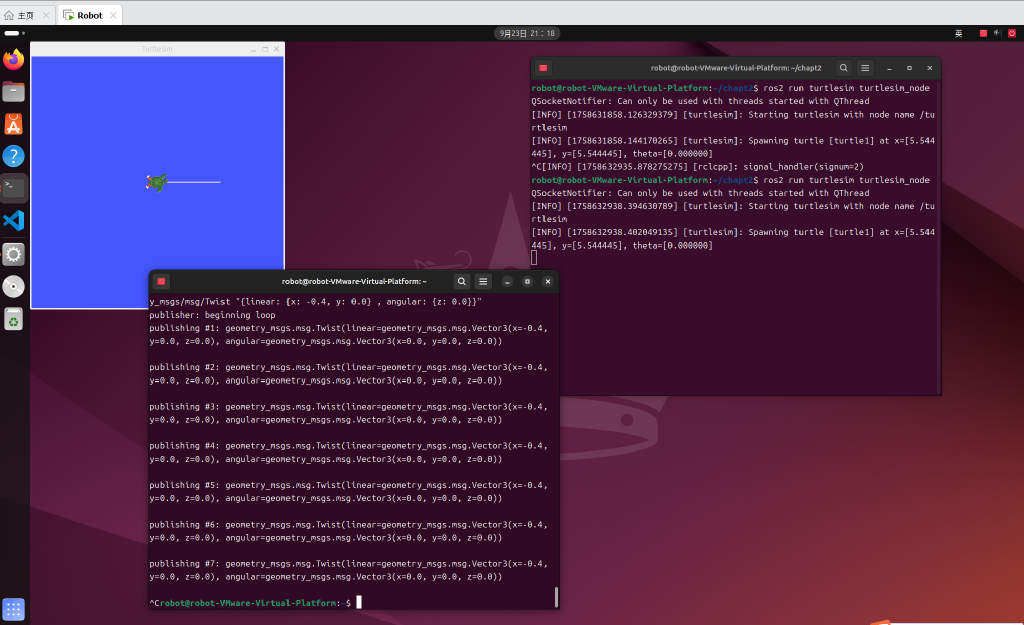 主页
Robot
9月23日 21：18
英
TurtleSim
robot@robot-VMware-Virtual-Platform: ~/chapt2
robot@robot-VMware-Virtual-Platform:~/chapt2$ ros2 run turtlesim turtlesim_node
QSocketNotifier: Can only be used with threads started with QThread
[INFO] [1758631858.126329379] [turtlesim]: Starting turtlesim with node name /tu
rtlesim
[INFO] [1758631858.144170265] [turtlesim]: Spawning turtle [turtle1] at x=[5.544
445], y=[5.544445], theta=[0.000000]
^C[INFO] [1758632935.878275275] [rclcpp]: signal_handler(signum=2)
robot@robot-VMware-Virtual-Platform:~/chapt2$ ros2 run turtlesim turtlesim_node
QSocketNotifier: Can only be used with threads started with QThread
[INFO] [1758632938.394630789] [turtlesim]: Starting turtlesim with node name /tu
rtlesim
[INFO] [1758632938.402049135] [turtlesim]: Spawning turtle [turtle1] at x=[5.544
445], y=[5.544445], theta=[0.000000]
robot@robot-VMware-Virtual-Platform: ~
y_msgs/msg/Twist "{linear: {x: -0.4, y: 0.0} , angular: {z: 0.0}}"
publisher: beginning loop
publishing #1: geometry_msgs.msg.Twist(linear=geometry_msgs.msg.Vector3(x=-0.4,
y=0.0, z=0.0), angular=geometry_msgs.msg.Vector3(x=0.0, y=0.0, z=0.0))
publishing #2: geometry_msgs.msg.Twist(linear=geometry_msgs.msg.Vector3(x=-0.4,
y=0.0, z=0.0), angular=geometry_msgs.msg.Vector3(x=0.0, y=0.0, z=0.0))
publishing #3: geometry_msgs.msg.Twist(linear=geometry_msgs.msg.Vector3(x=-0.4,
y=0.0, z=0.0), angular=geometry_msgs.msg.Vector3(x=0.0, y=0.0, z=0.0))
publishing #4: geometry_msgs.msg.Twist(linear=geometry_msgs.msg.Vector3(x=-0.4,
y=0.0, z=0.0), angular=geometry_msgs.msg.Vector3(x=0.0, y=0.0, z=0.0))
publishing #5: geometry_msgs.msg.Twist(linear=geometry_msgs.msg.Vector3(x=-0.4,
y=0.0, z=0.0), angular=geometry_msgs.msg.Vector3(x=0.0, y=0.0, z=0.0))
publishing #6: geometry_msgs.msg.Twist(linear=geometry_msgs.msg.Vector3(x=-0.4,
y=0.0, z=0.0), angular=geometry_msgs.msg.Vector3(x=0.0, y=0.0, z=0.0))
publishing #7: geometry_msgs.msg.Twist(linear=geometry_msgs.msg.Vector3(x=-0.4,
y=0.0, z=0.0), angular=geometry_msgs.msg.Vector3(x=0.0, y=0.0, z=0.0))
^Crobot@robot-VMware-Virtual-Platform:~$